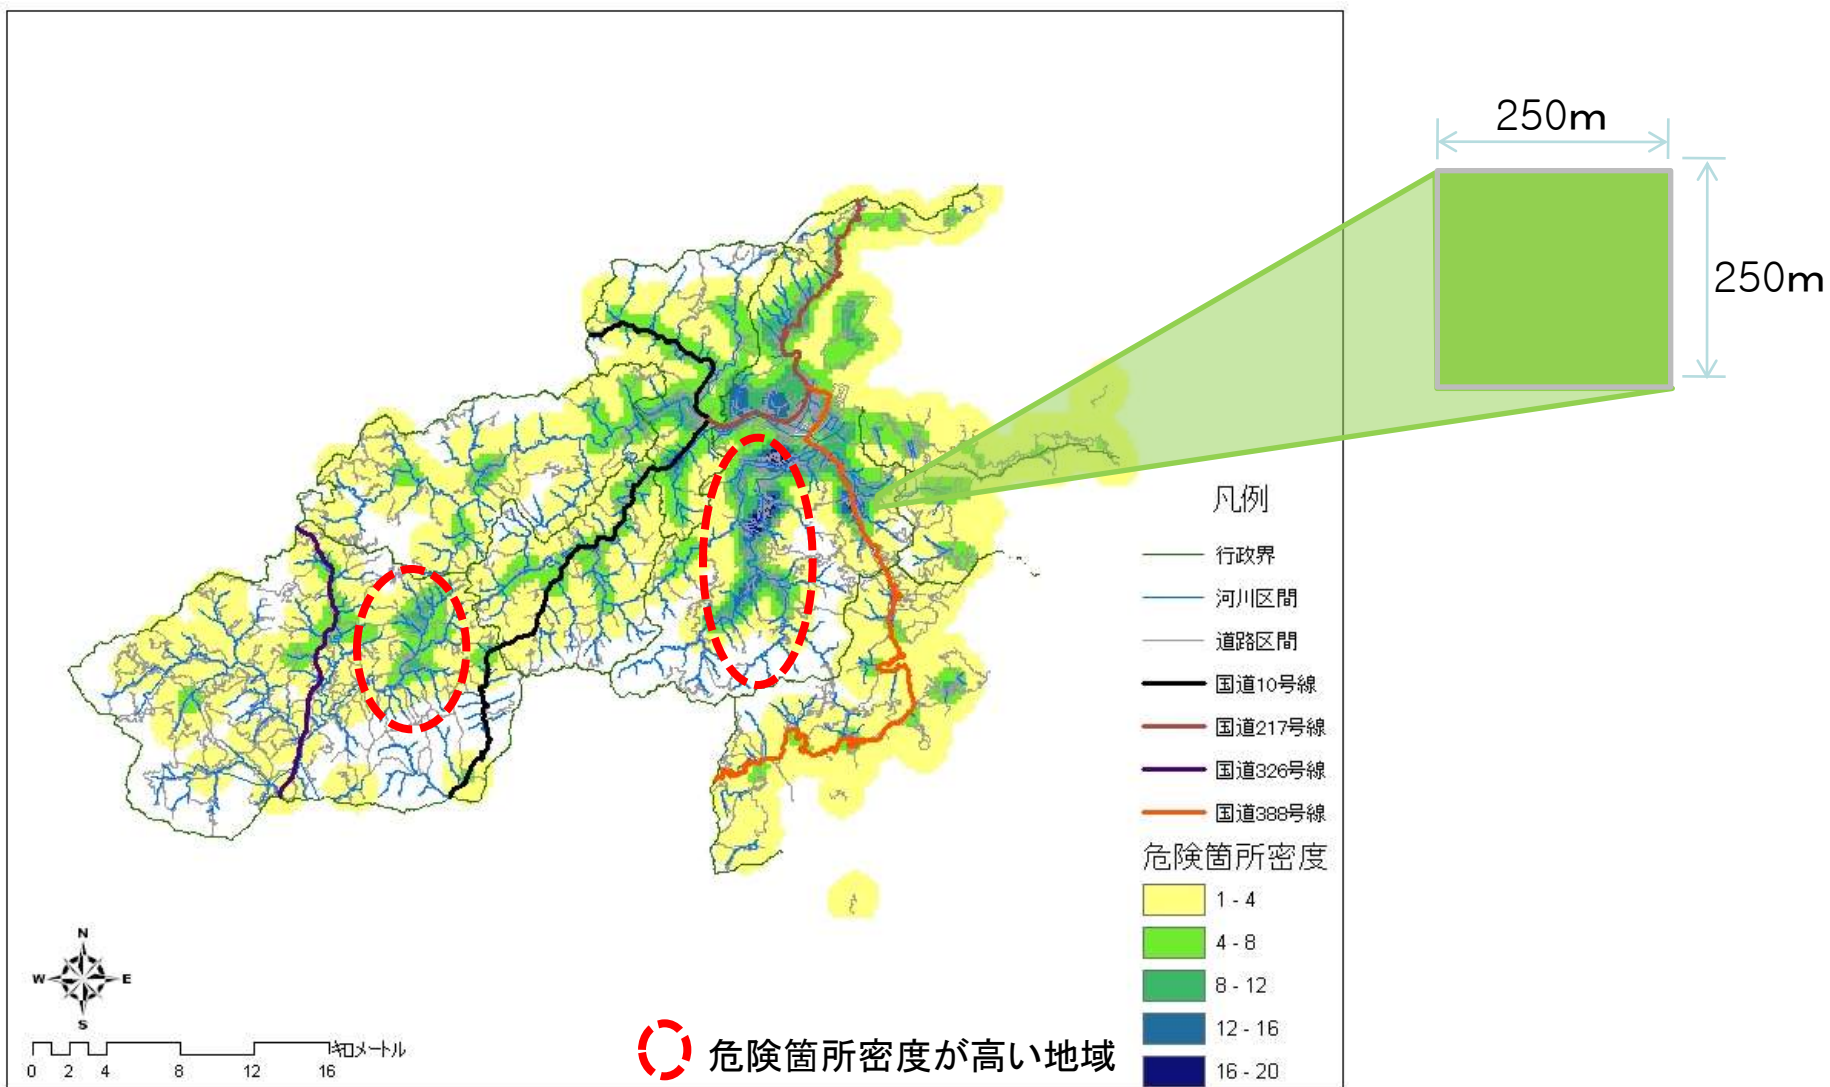 250m
250m
凡例
行政界
河川区間
道路区間
国道10号線
国道217号線
国道326号線
国道388号線
危険箇所密度
1 - 4
4 - 8
8 - 12
12 - 16
16 - 20
N
W E
S
0 2 4 8 12 16 キロメートル
危険箇所密度が高い地域